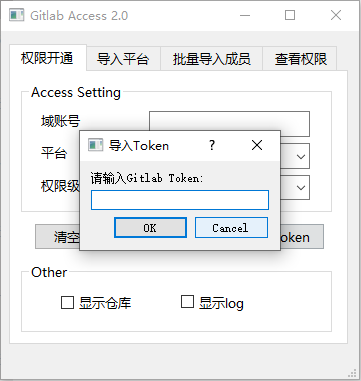 Gitlab Access 2.0
权限开通 导入平台 批量导入成员 查看权限
Access Setting
域账号
平台
权限级
导入Token
请输入Gitlab Token:
OK Cancel
清空 oken
Other
显示仓库 显示log